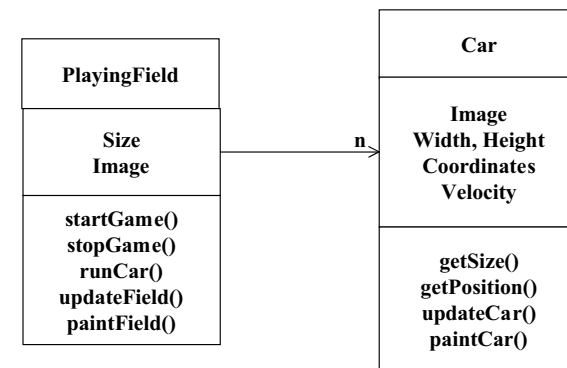 PlayingField
Size
Image
startGame()
stopGame()
runCar()
updateField()
paintField()
n
Car
Image
Width, Height
Coordinates
Velocity
getSize()
getPosition()
updateCar()
paintCar()